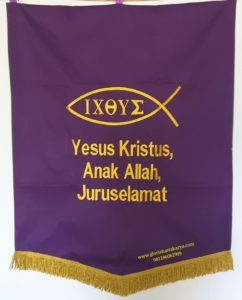 ΙΧΘΥΣ
Yesus Kristus,
Anak Allah,
Juruselamat